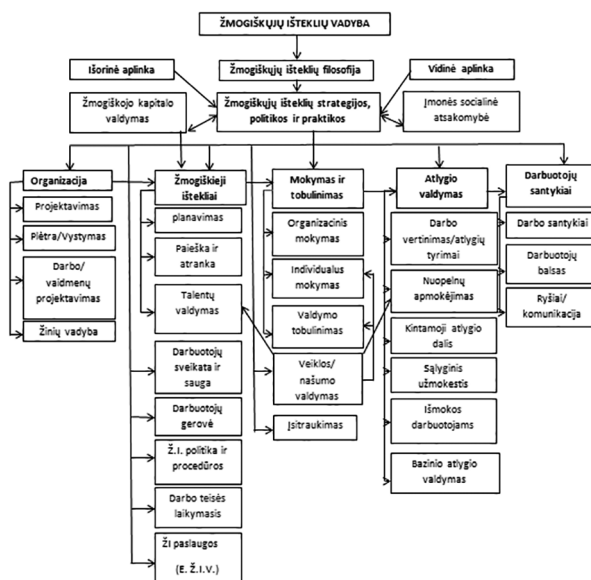 ŽMOGIŠKŲJŲ IŠTEKLIŲ VADYBA
Išorinė aplinka
Žmogiškųjų išteklių filosofija
Vidinė aplinka
Žmogiškojo kapitalo
valdymas
Žmogiškųjų išteklių strategijos,
politikos ir praktikos
Įmonės socialinė
atsakomybė
Organizacija
Projektavimas
Plėtra/Vystymas
Darbo/
vaidmenų
projektavimas
Žinių vadyba
Žmogiškieji
ištekliai
planavimas
Paieška ir
atranka
Talentų
valdymas
Darbuotojų
sveikata ir
sauga
Darbuotojų
gerovė
Ž.I. politika ir
procedūros
Darbo teisės
laikymasis
ŽI paslaugos
(E. Ž.I.V.)
Mokymas ir
tobulinimas
Organizacinis
mokymas
Individualus
mokymas
Valdymo
tobulinimas
Veiklos/
našumo
valdymas
Įsitraukimas
Atlygio
valdymas
Darbo
vertinimas/atlygių
tyrimai
Nuopelnų
apmokėjimas
Kintamoji atlygio
dalis
Sąlyginis
užmokestis
Išmokos
darbuotojams
Bazinio atlygio
valdymas
Darbuotojų
santykiai
Darbo santykiai
Darbuotojų
balsas
Ryšiai/
komunikacija